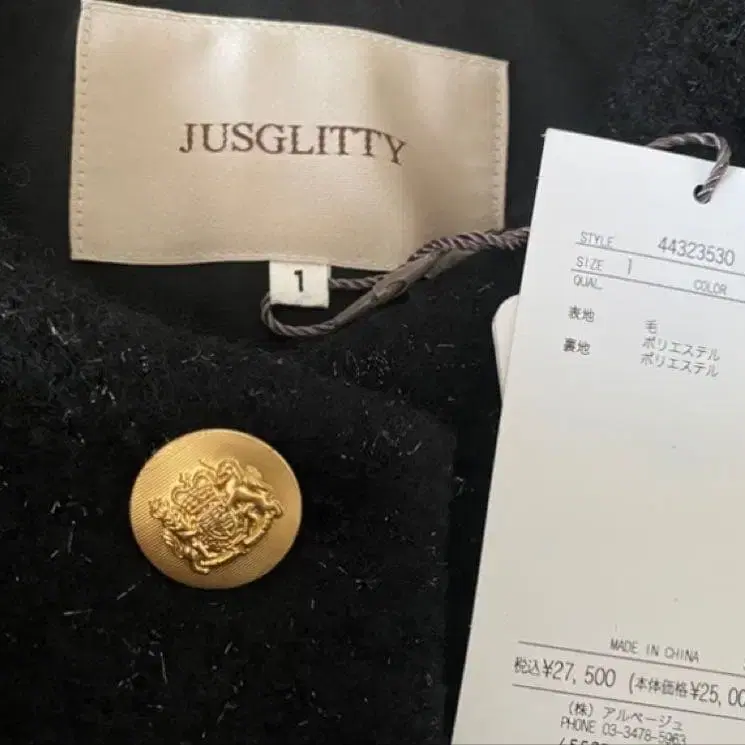 JUSGLITTY
1
STYLE 44323530
SIZE 1
QUAL COLOR
表地 毛
ポリエステル
裏地 ポリエステル
MADE IN CHINA
税込¥27,500 (本体価格¥25,00
(株) アルページュ
PHONE 03-3478-5963